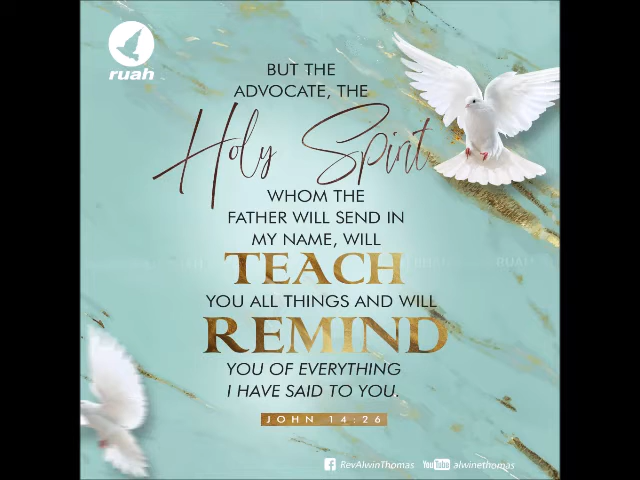 ruah
BUT THE
ADVOCATE, THE
Holy Spirit
WHOM THE
FATHER WILL SEND IN
MY NAME, WILL
TEACH
YOU ALL THINGS AND WILL
REMIND
YOU OF EVERYTHING
I HAVE SAID TO YOU.
JOHN 14:26
RevAlwinThomas YouTube alwinethomas
RUAH